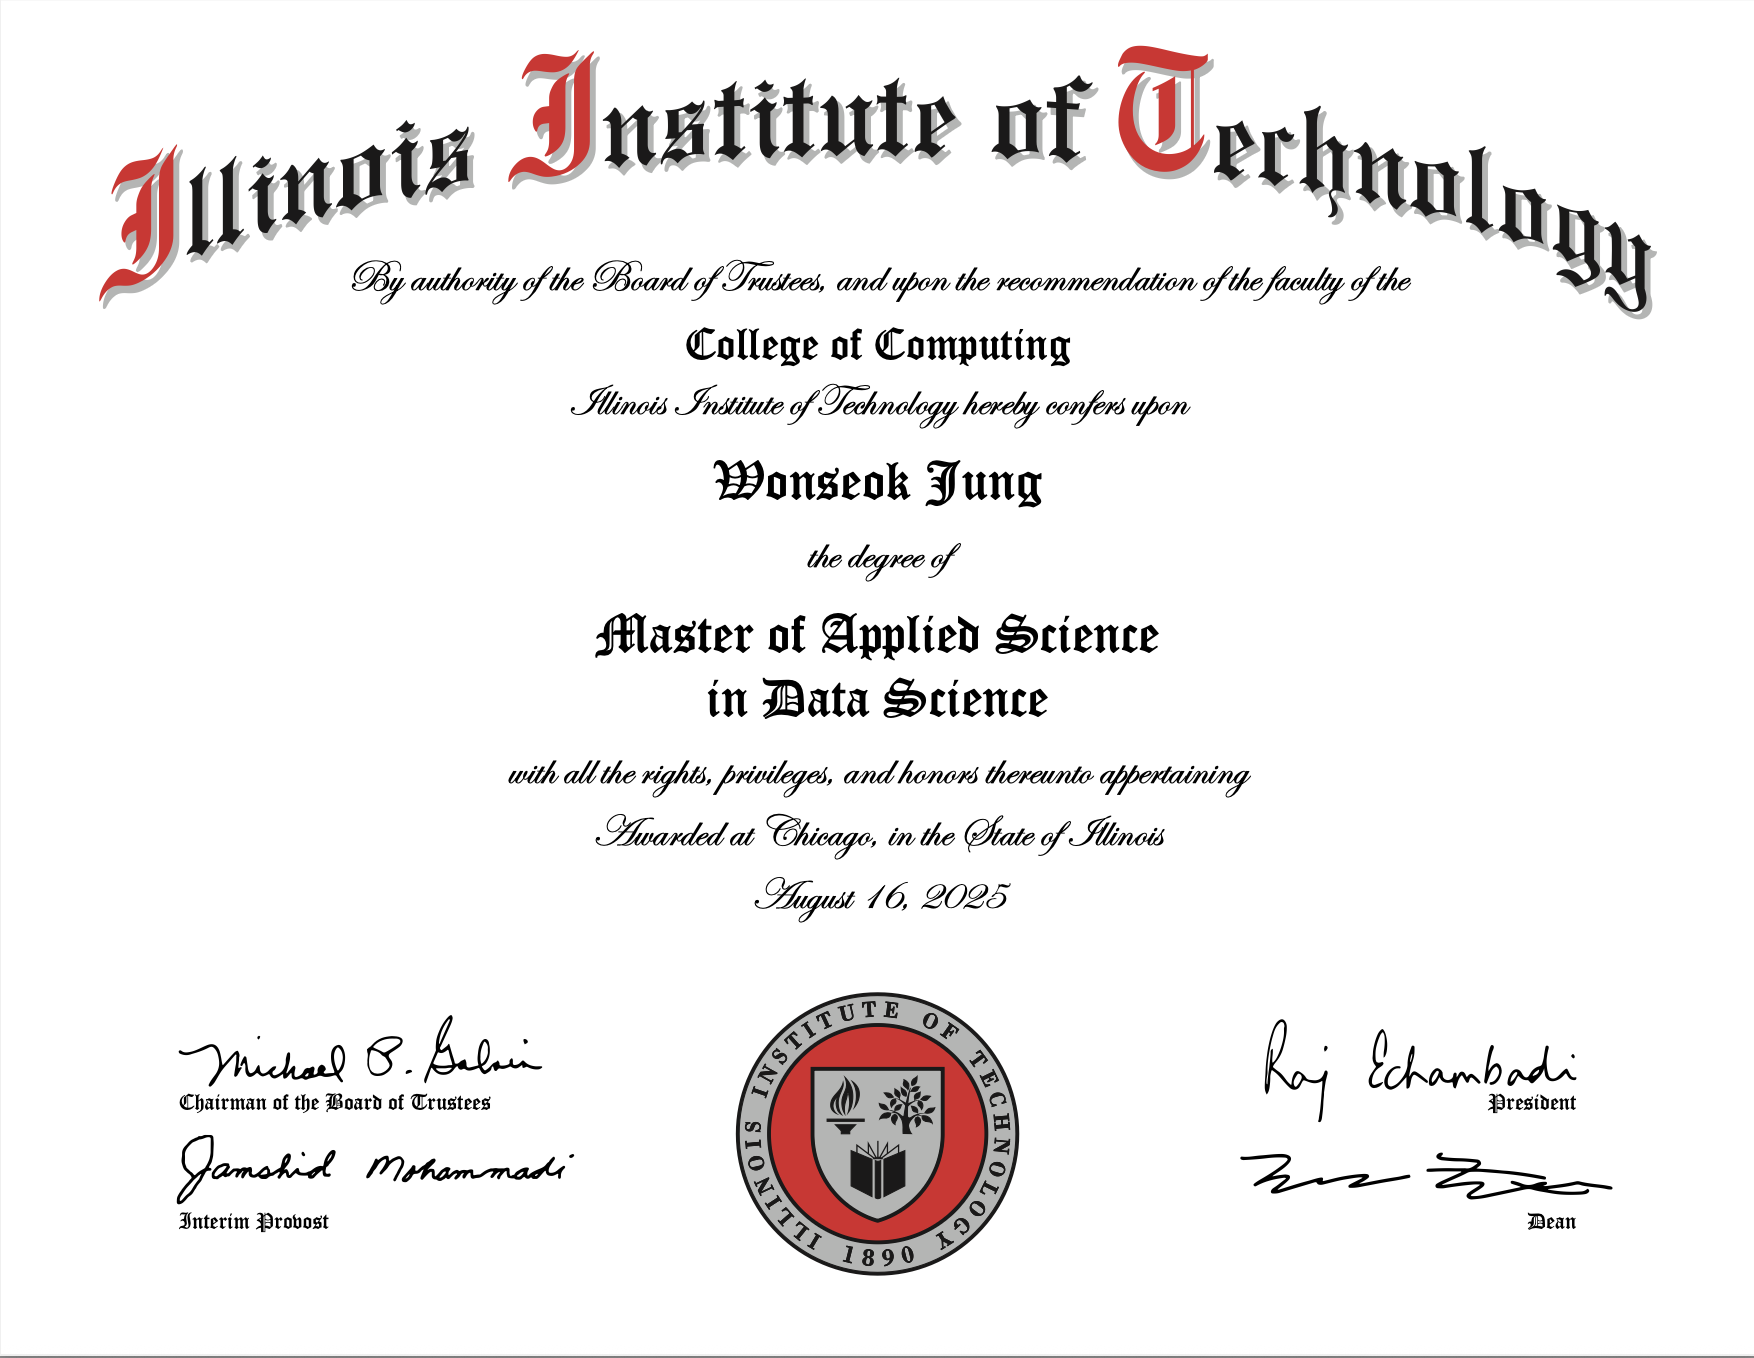 Illinois Institute of Technology
By authority of the Board of Trustees, and upon the recommendation of the faculty of the
College of Computing
Illinois Institute of Technology hereby confers upon
Wonseok Jung
the degree of
Master of Applied Science
in Data Science
with all the rights, privileges, and honors thereunto appertaining
Awarded at Chicago, in the State of Illinois
August 16, 2025
Michael P. Galvin
Chairman of the Board of Trustees
Jamshid Mohammadi
Interim Provost
ILLINOIS INSTITUTE OF TECHNOLOGY
1890
Raj Echambadi
President
Dean